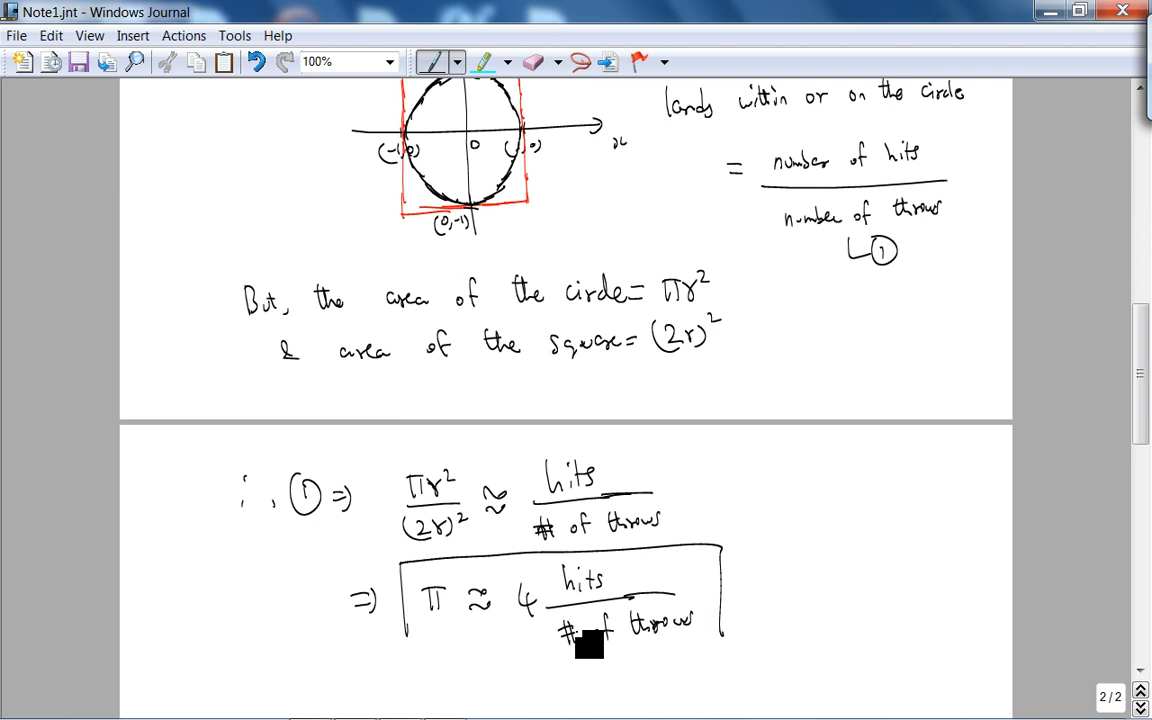 Note1.jnt - Windows Journal
File Edit View Insert Actions Tools Help
100%
lands within or on the circle
(-1,0) 0 (1,0) x
= number of hits
number of throws
①
(0,-1)
But, the area of the circle = πr²
& area of the square = (2r)²
∴ ① ⇒ πr² / (2r)² ≈ hits / # of throws
⇒ π ≈ 4 hits / # of throws
2/2